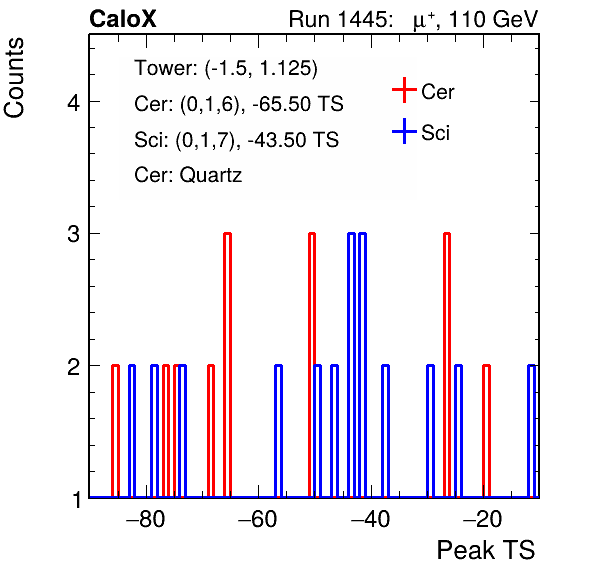 CaloX Run 1445: μ⁺, 110 GeV
Counts
Tower: (-1.5, 1.125)
Cer: (0,1,6), -65.50 TS
Sci: (0,1,7), -43.50 TS
Cer: Quartz
Cer
Sci
4
3
2
1
−80 −60 −40 −20
Peak TS